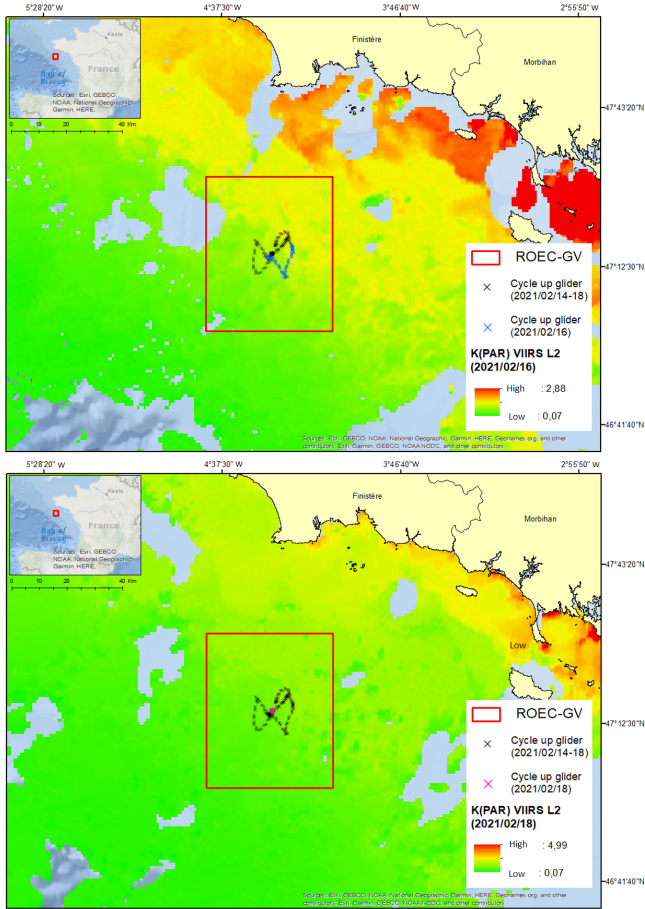 5°28'20" W
4°37'30" W
3°46'40" W
2°55'50" W
Finistère
Morbihan
Paris
France
Bay of
Biscay
Sources: Esri, GEBCO,
NOAA, National Geographic,
Garmin, HERE,
0 10 20 40 Km
47°43'20"N
47°12'30"N
46°41'40"N
ROEC-GV
Cycle up glider
(2021/02/14-18)
Cycle up glider
(2021/02/16)
K(PAR) VIIRS L2
(2021/02/16)
High : 2,88
Low : 0,07
Sources: Esri, GEBCO, NOAA, National Geographic, Garmin, HERE, Geonames.org, and other
contributors, Esri, Garmin, GEBCO, NOAA NGDC, and other contributors
5°28'20" W
4°37'30" W
3°46'40" W
2°55'50" W
Finistère
Morbihan
Paris
France
Bay of
Biscay
Sources: Esri, GEBCO,
NOAA, National Geographic,
Garmin, HERE,
0 10 20 40 Km
47°43'20"N
Low
47°12'30"N
46°41'40"N
ROEC-GV
Cycle up glider
(2021/02/14-18)
Cycle up glider
(2021/02/18)
K(PAR) VIIRS L2
(2021/02/18)
High : 4,99
Low : 0,07
Sources: Esri, GEBCO, NOAA, National Geographic, Garmin, HERE, Geonames.org, and other
contributors, Esri, Garmin, GEBCO, NOAA NGDC, and other contributors